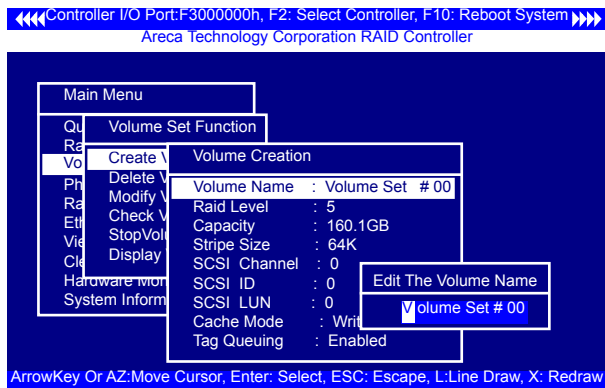 Controller I/O Port:F3000000h, F2: Select Controller, F10: Reboot System
Areca Technology Corporation RAID Controller
Main Menu
Volume Set Function
Create V
Delete V
Modify V
Check V
StopVolu
Display
Hardware Mon
System Inform
Volume Creation
Volume Name : Volume Set # 00
Raid Level : 5
Capacity : 160.1GB
Stripe Size : 64K
SCSI Channel : 0
SCSI ID : 0
SCSI LUN : 0
Cache Mode : Writ
Tag Queuing : Enabled
Edit The Volume Name
Volume Set # 00
ArrowKey Or AZ:Move Cursor, Enter: Select, ESC: Escape, L:Line Draw, X: Redraw